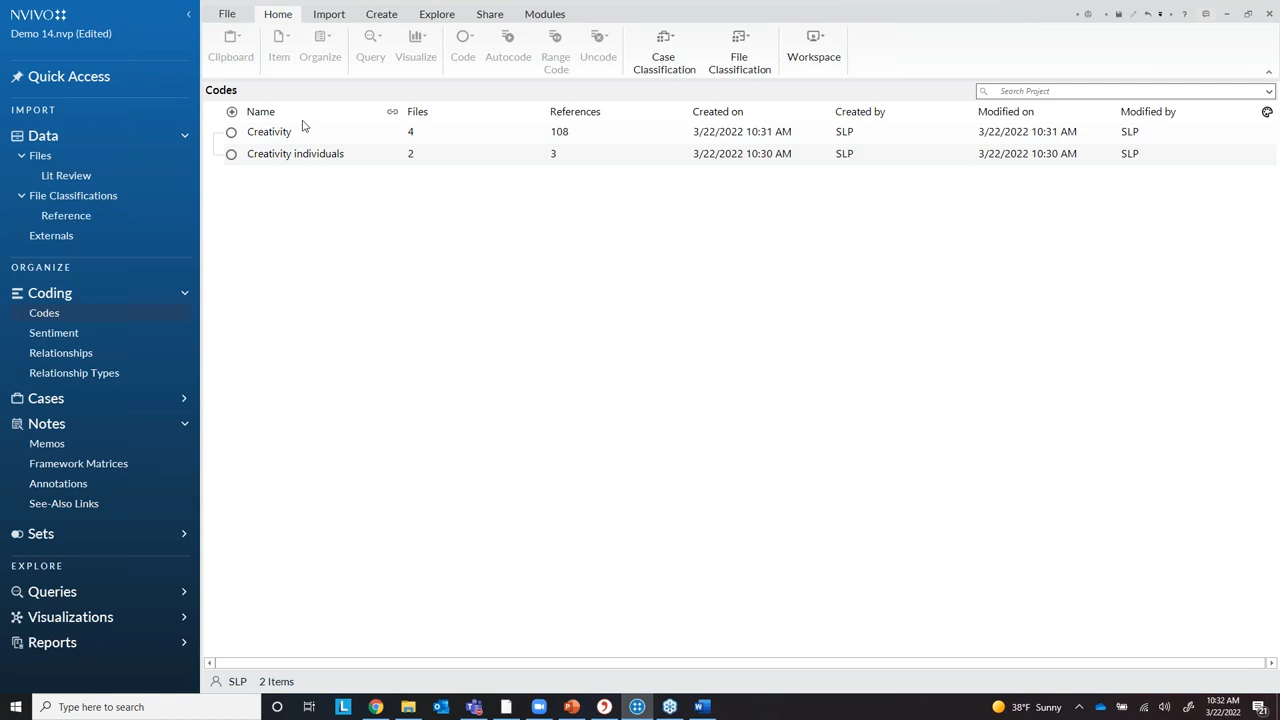 NVIVO
Demo 14.nvp (Edited)
File Home Import Create Explore Share Modules
Clipboard Item Organize Query Visualize Code Autocode Range Code Uncode Case Classification File Classification Workspace
Quick Access
IMPORT
Data
Files
Lit Review
File Classifications
Reference
Externals
ORGANIZE
Coding
Codes
Sentiment
Relationships
Relationship Types
Cases
Notes
Memos
Framework Matrices
Annotations
See-Also Links
Sets
EXPLORE
Queries
Visualizations
Reports
Codes Search Project
Name Files References Created on Created by Modified on Modified by
Creativity 4 108 3/22/2022 10:31 AM SLP 3/22/2022 10:31 AM SLP
Creativity individuals 2 3 3/22/2022 10:30 AM SLP 3/22/2022 10:30 AM SLP
SLP 2 Items
Type here to search
38°F Sunny
10:32 AM
3/22/2022